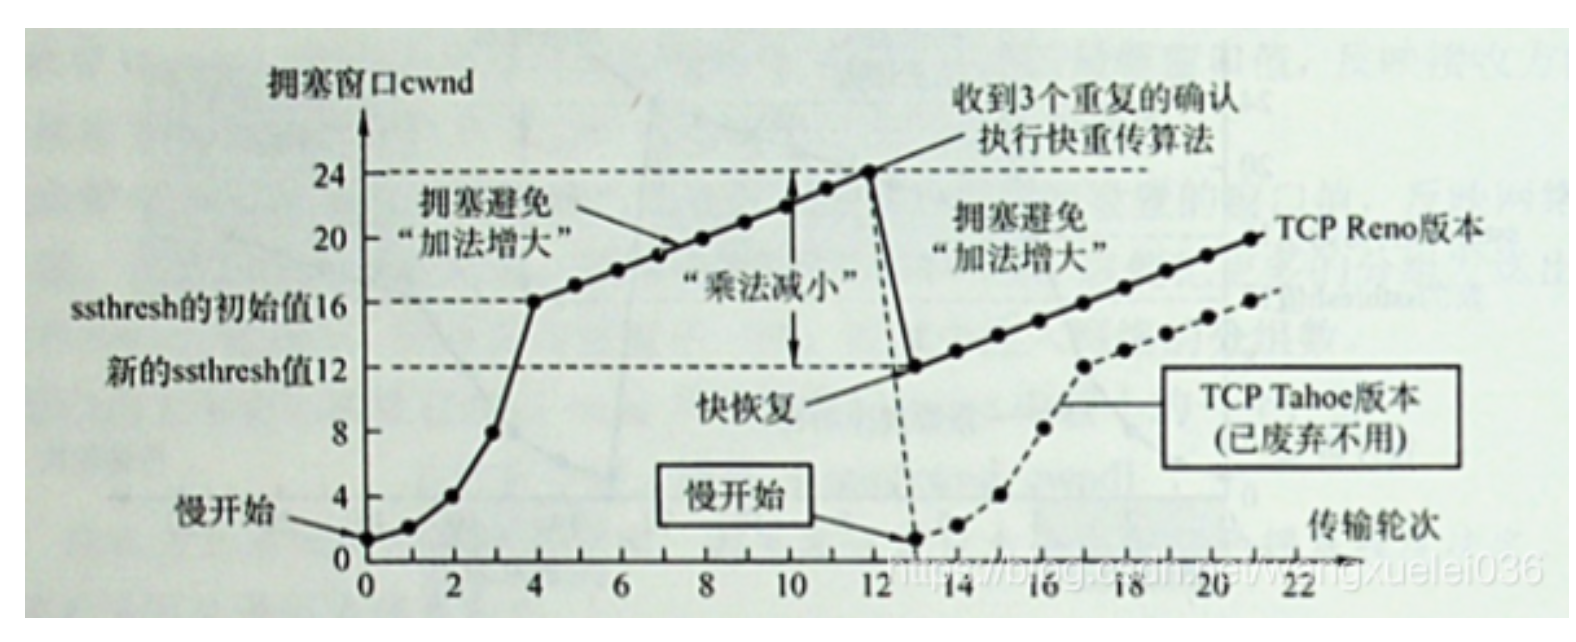 拥塞窗口cwnd
收到3个重复的确认
执行快重传算法
24
拥塞避免
“加法增大”
拥塞避免
“加法增大”
TCP Reno版本
20
“乘法减小”
ssthresh的初始值16
新的ssthresh值12
快恢复
TCP Tahoe版本
(已废弃不用)
8
慢开始
4
慢开始
传输轮次
0
0 2 4 6 8 10 12 14 16 18 20 22
https://blog.csdn.net/wangxuelei036